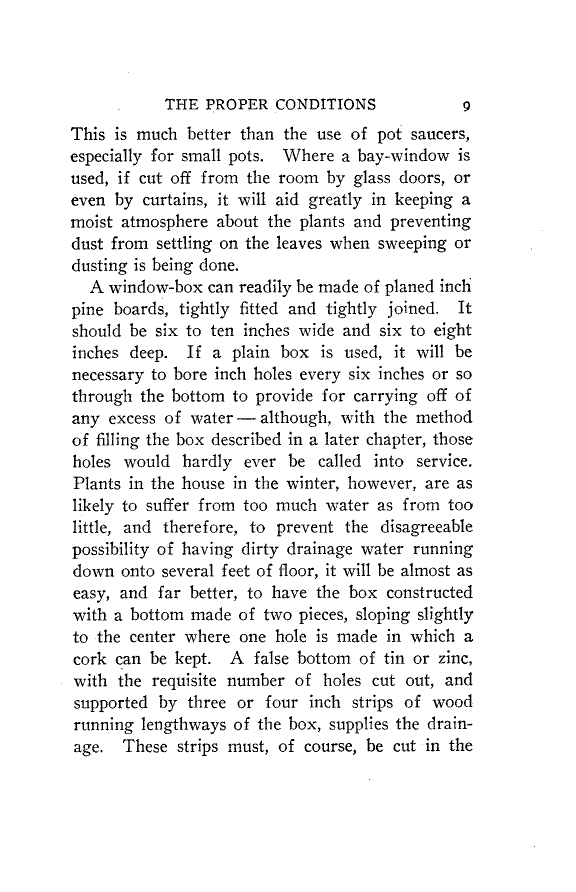 THE PROPER CONDITIONS 9
This is much better than the use of pot saucers,
especially for small pots. Where a bay-window is
used, if cut off from the room by glass doors, or
even by curtains, it will aid greatly in keeping a
moist atmosphere about the plants and preventing
dust from settling on the leaves when sweeping or
dusting is being done.
A window-box can readily be made of planed inch
pine boards, tightly fitted and tightly joined. It
should be six to ten inches wide and six to eight
inches deep. If a plain box is used, it will be
necessary to bore inch holes every six inches or so
through the bottom to provide for carrying off of
any excess of water — although, with the method
of filling the box described in a later chapter, those
holes would hardly ever be called into service.
Plants in the house in the winter, however, are as
likely to suffer from too much water as from too
little, and therefore, to prevent the disagreeable
possibility of having dirty drainage water running
down onto several feet of floor, it will be almost as
easy, and far better, to have the box constructed
with a bottom made of two pieces, sloping slightly
to the center where one hole is made in which a
cork can be kept. A false bottom of tin or zinc,
with the requisite number of holes cut out, and
supported by three or four inch strips of wood
running lengthways of the box, supplies the drain-
age. These strips must, of course, be cut in the